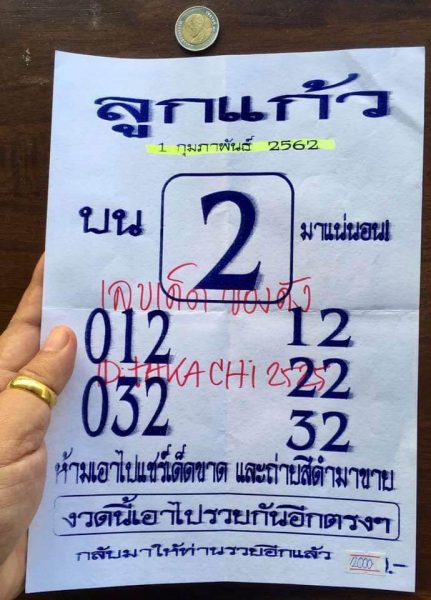 ลูกแก้ว
1 กุมภาพันธ์ 2562
บน 2 มาแน่นอน!
เลขเด็ด ของดัง
012 12
ID:TAKACHI2525
22
032
32
ห้ามเอาไปแชร์เด็ดขาด และถ่ายสีดำมาขาย
งวดนี้เอาไปรวยกันอีกตรงๆ
กลับมาให้ท่านรวยอีกแล้ว 1.-